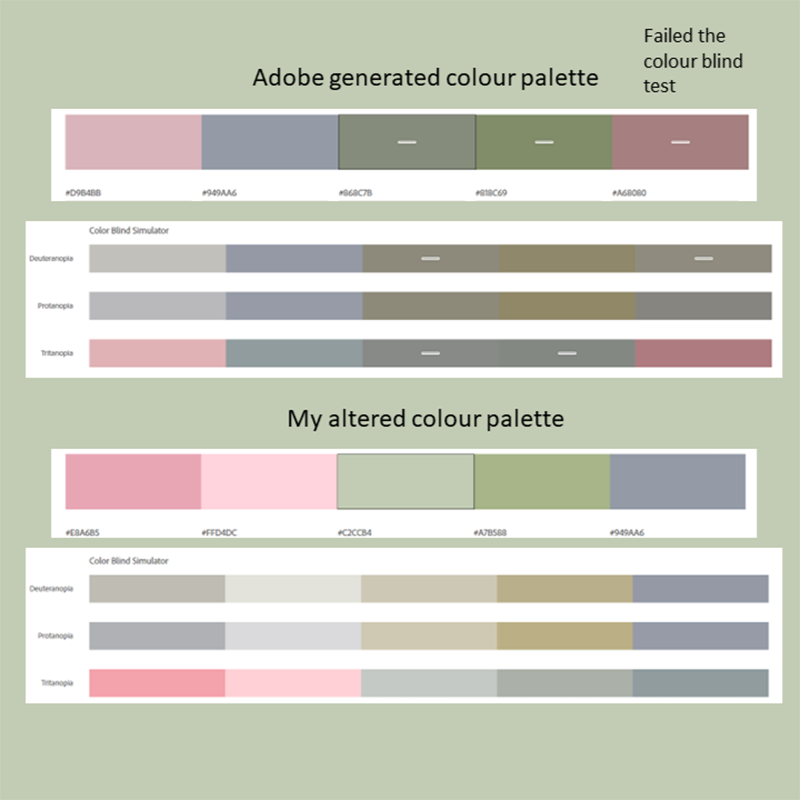 Failed the
colour blind
test
Adobe generated colour palette
#D9B4BB #949AA6 #868C7B #818C69 #A68080
Color Blind Simulator
Deuteranopia
Protanopia
Tritanopia
My altered colour palette
#E8A6B5 #FFD4DC #C2CCB4 #A7B588 #949AA6
Color Blind Simulator
Deuteranopia
Protanopia
Tritanopia